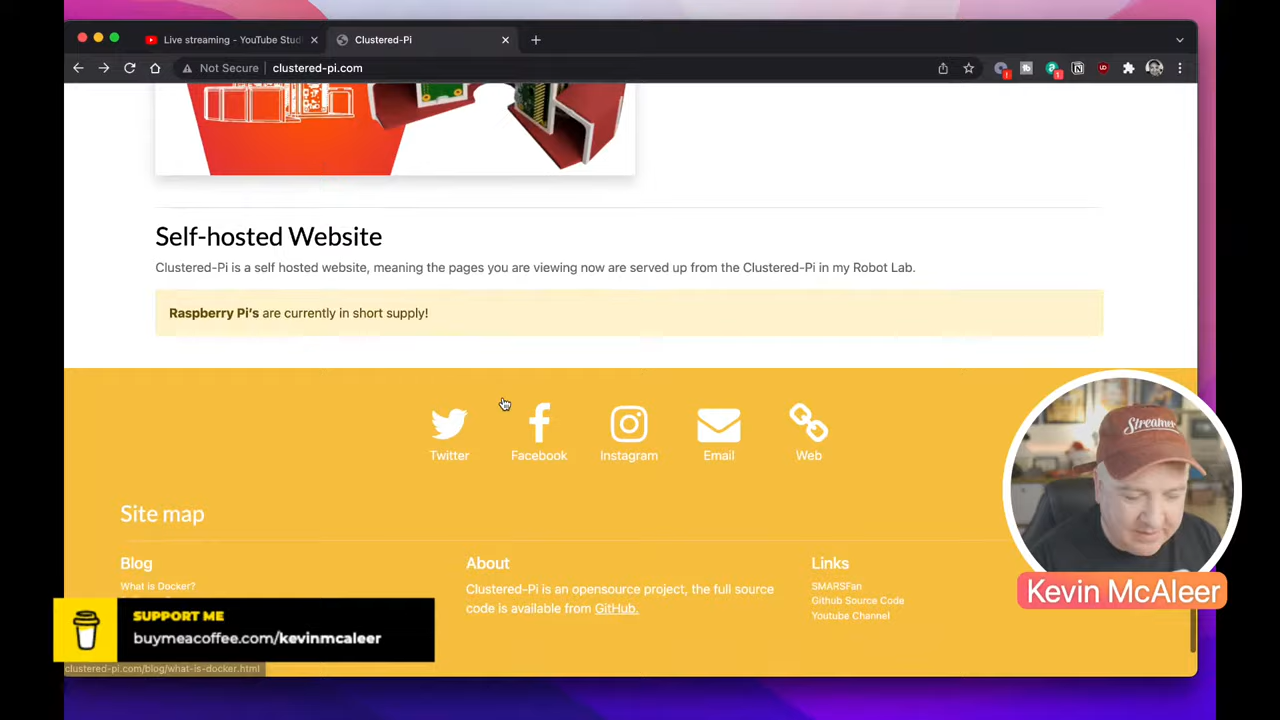 Live streaming - YouTube Studi
Clustered-Pi
Not Secure
clustered-pi.com
Self-hosted Website
Clustered-Pi is a self hosted website, meaning the pages you are viewing now are served up from the Clustered-Pi in my Robot Lab.
Raspberry Pi's are currently in short supply!
Twitter
Facebook
Instagram
Email
Web
Streamer
Site map
Blog
What is Docker?
About
Clustered-Pi is an opensource project, the full source
code is available from GitHub.
Links
SMARSFan
Github Source Code
Youtube Channel
Kevin McAleer
SUPPORT ME
buymeacoffee.com/kevinmcaleer
clustered-pi.com/blog/what-is-docker.html